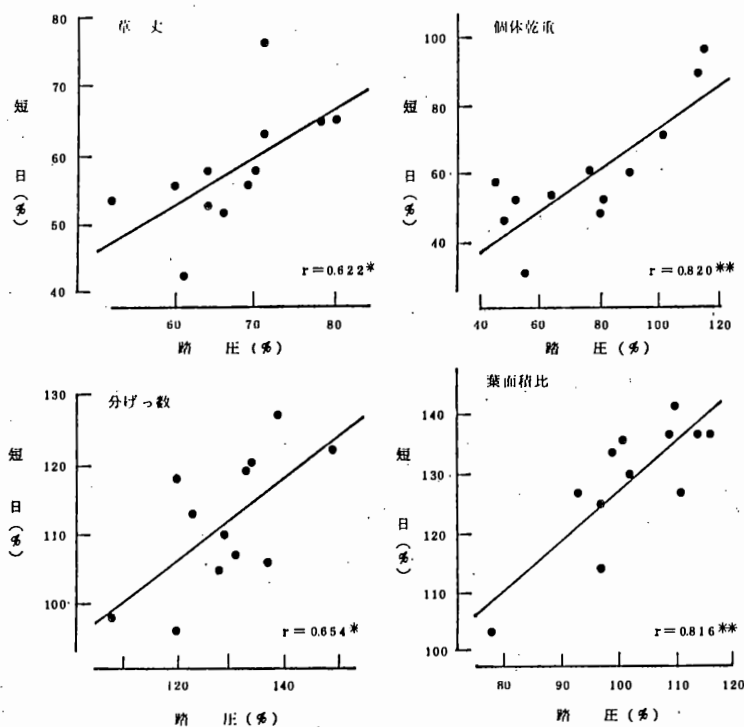 草 丈
80
70
60
50
40
短 日 (%)
r=0.622*
60 70 80
踏 圧 (%)
個体乾重
100
80
60
40
短 日 (%)
r=0.820**
40 60 80 100 120
踏 圧 (%)
分げつ数
130
120
110
100
短 日 (%)
r=0.654*
120 140
踏 圧 (%)
葉面積比
140
130
120
110
100
短 日 (%)
r=0.816**
80 90 100 110 120
踏 圧 (%)